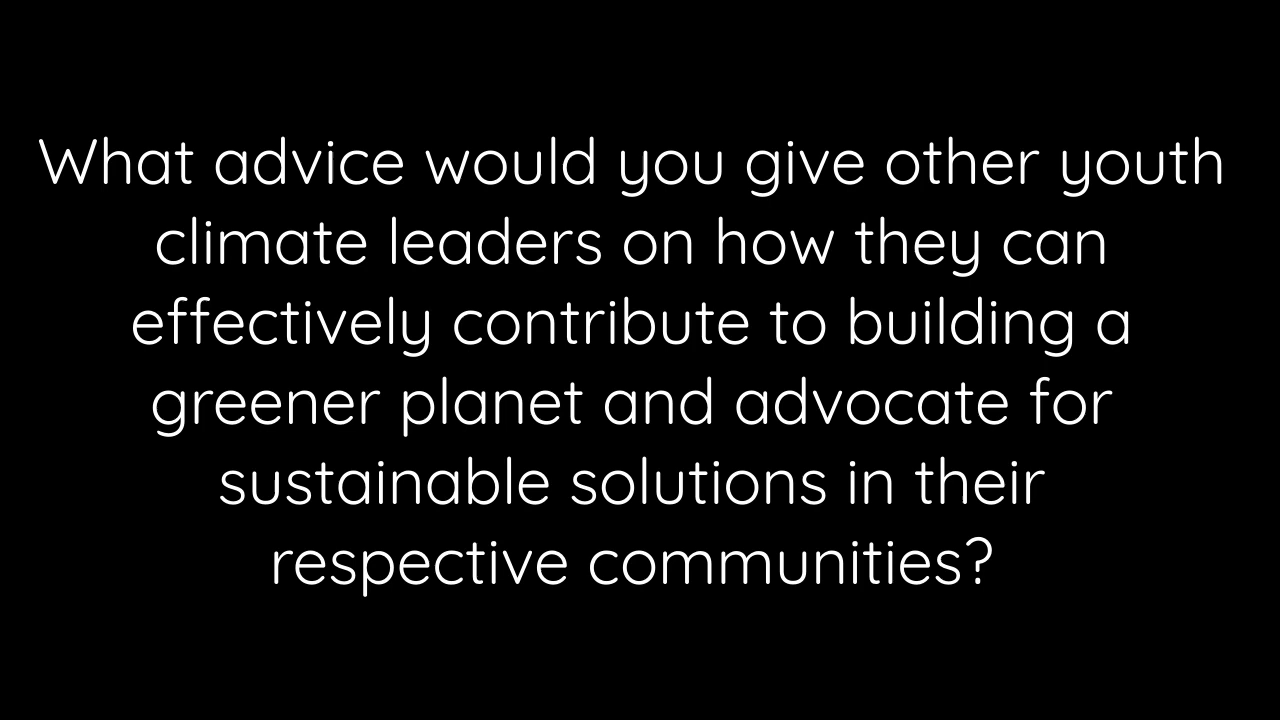 What advice would you give other youth
climate leaders on how they can
effectively contribute to building a
greener planet and advocate for
sustainable solutions in their
respective communities?